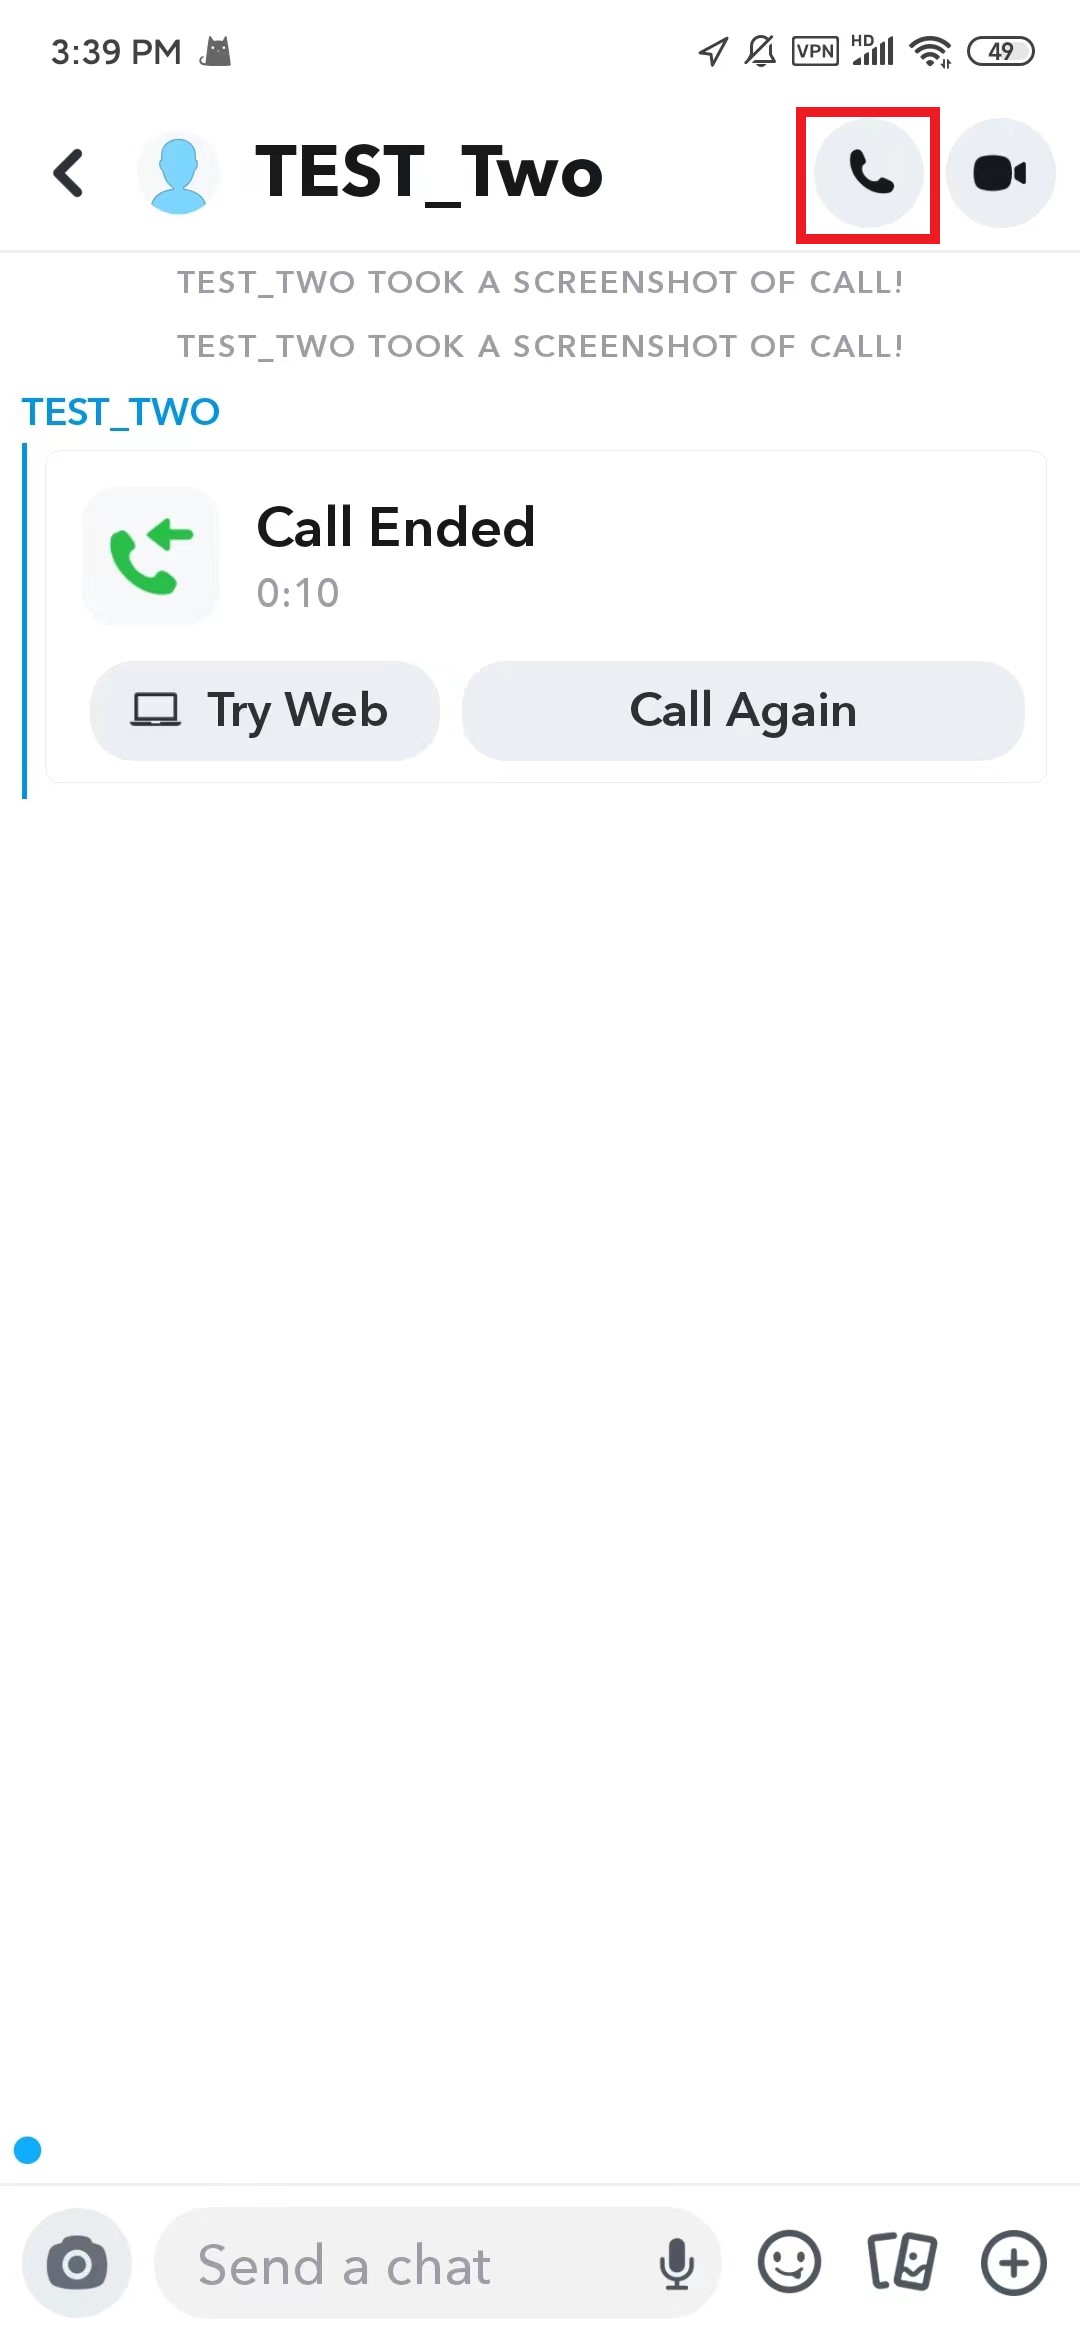 3:39 PM
VPN
HD
49
TEST_Two
TEST_TWO TOOK A SCREENSHOT OF CALL!
TEST_TWO TOOK A SCREENSHOT OF CALL!
TEST_TWO
Call Ended
0:10
Try Web
Call Again
Send a chat